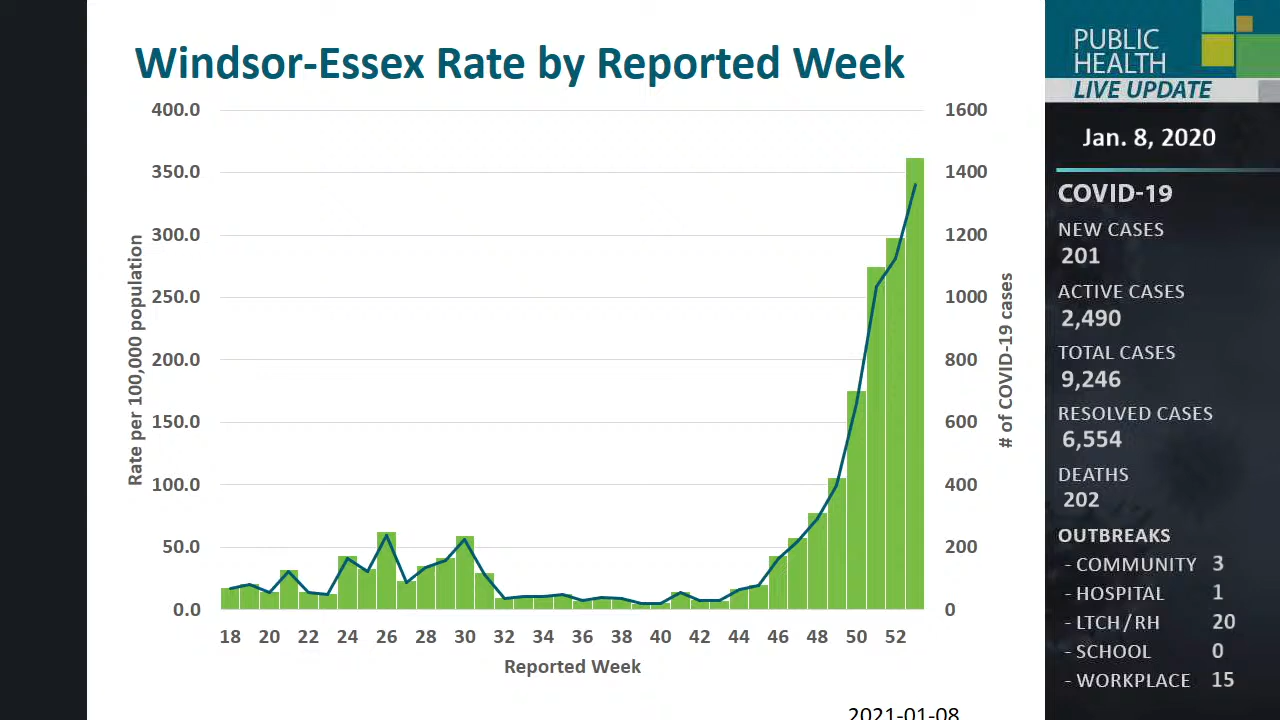 Windsor-Essex Rate by Reported Week
400.0
350.0
300.0
250.0
200.0
150.0
100.0
50.0
0.0
Rate per 100,000 population
1600
1400
1200
1000
800
600
400
200
0
# of COVID-19 cases
18 20 22 24 26 28 30 32 34 36 38 40 42 44 46 48 50 52
Reported Week
2021-01-08
PUBLIC
HEALTH
LIVE UPDATE
Jan. 8, 2020
COVID-19
NEW CASES
201
ACTIVE CASES
2,490
TOTAL CASES
9,246
RESOLVED CASES
6,554
DEATHS
202
OUTBREAKS
- COMMUNITY 3
- HOSPITAL 1
- LTCH/RH 20
- SCHOOL 0
- WORKPLACE 15